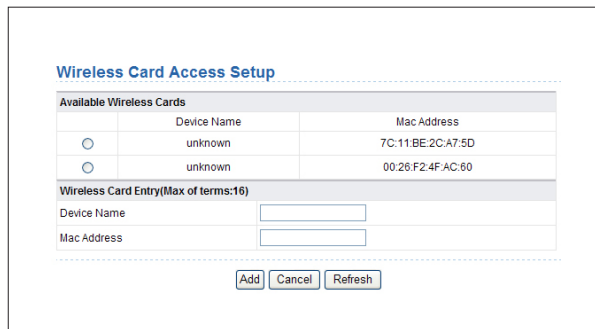 Wireless Card Access Setup
Available Wireless Cards
Device Name Mac Address
unknown 7C:11:BE:2C:A7:5D
unknown 00:26:F2:4F:AC:60
Wireless Card Entry(Max of terms:16)
Device Name
Mac Address
Add Cancel Refresh